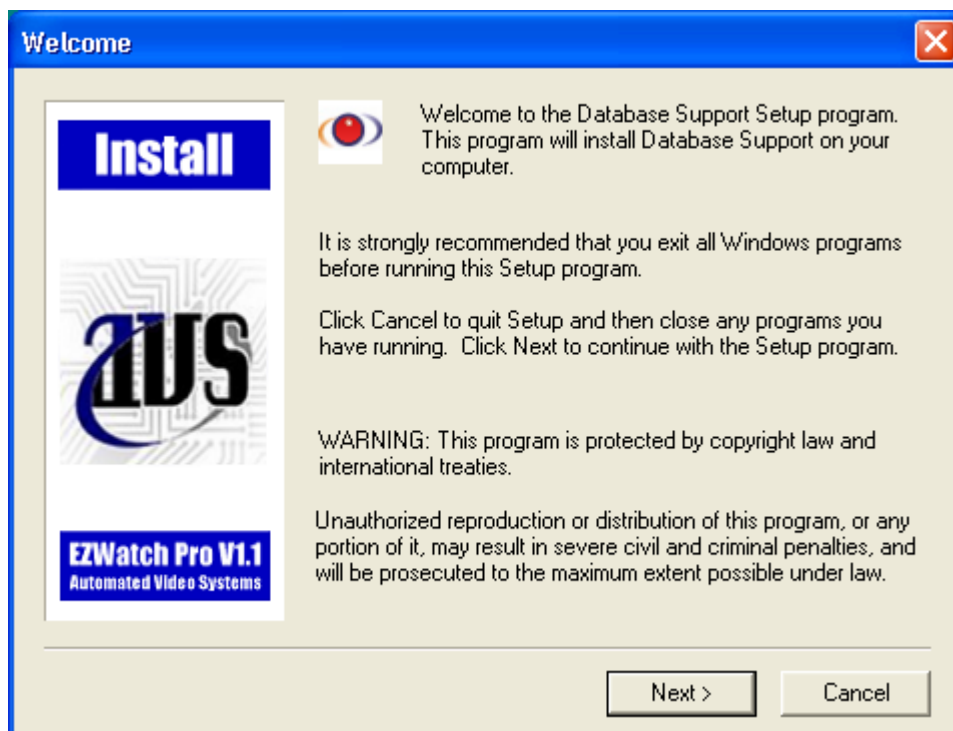 Welcome
Install
Welcome to the Database Support Setup program.
This program will install Database Support on your
computer.
It is strongly recommended that you exit all Windows programs
before running this Setup program.
Click Cancel to quit Setup and then close any programs you
have running. Click Next to continue with the Setup program.
AVS
WARNING: This program is protected by copyright law and
international treaties.
Unauthorized reproduction or distribution of this program, or any
portion of it, may result in severe civil and criminal penalties, and
will be prosecuted to the maximum extent possible under law.
EZWatch Pro V1.1
Automated Video Systems
Next >
Cancel